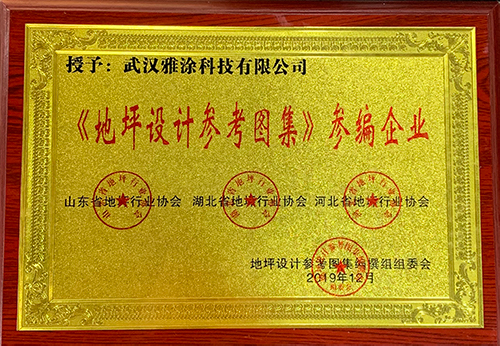 授予：武汉雅涂科技有限公司
《地坪设计参考图集》参编企业
山东省地坪行业协会 湖北省地坪行业协会 河北省地坪行业协会
地坪设计参考图集编撰组组委会
2019年12月